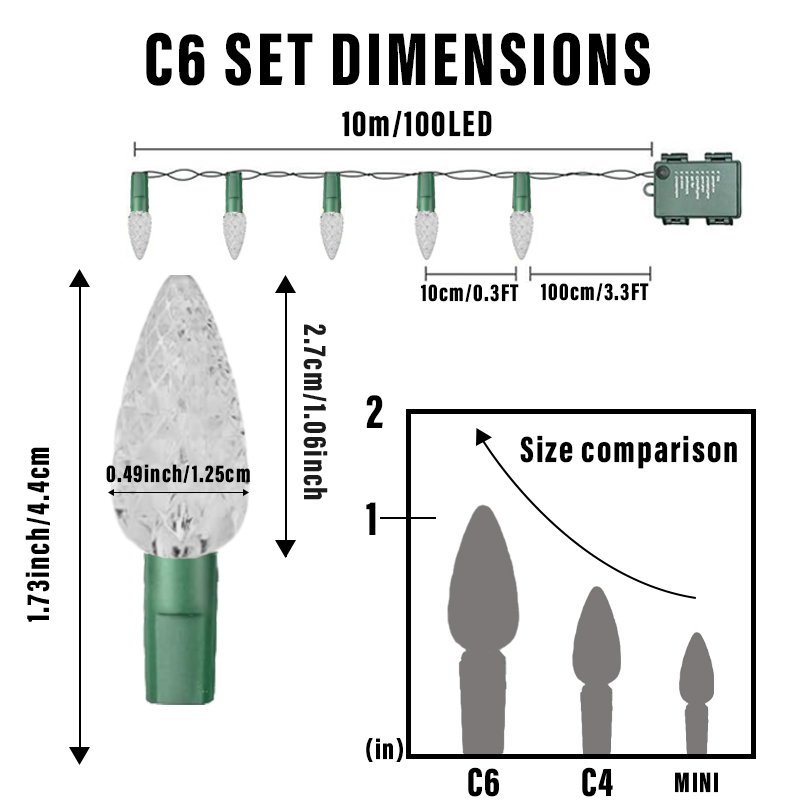 C6 SET DIMENSIONS
10m/100LED
10cm/0.3FT
100cm/3.3FT
2.7cm/1.06inch
0.49inch/1.25cm
1.73inch/4.4cm
2
Size comparison
1
(in)
C6
C4
MINI